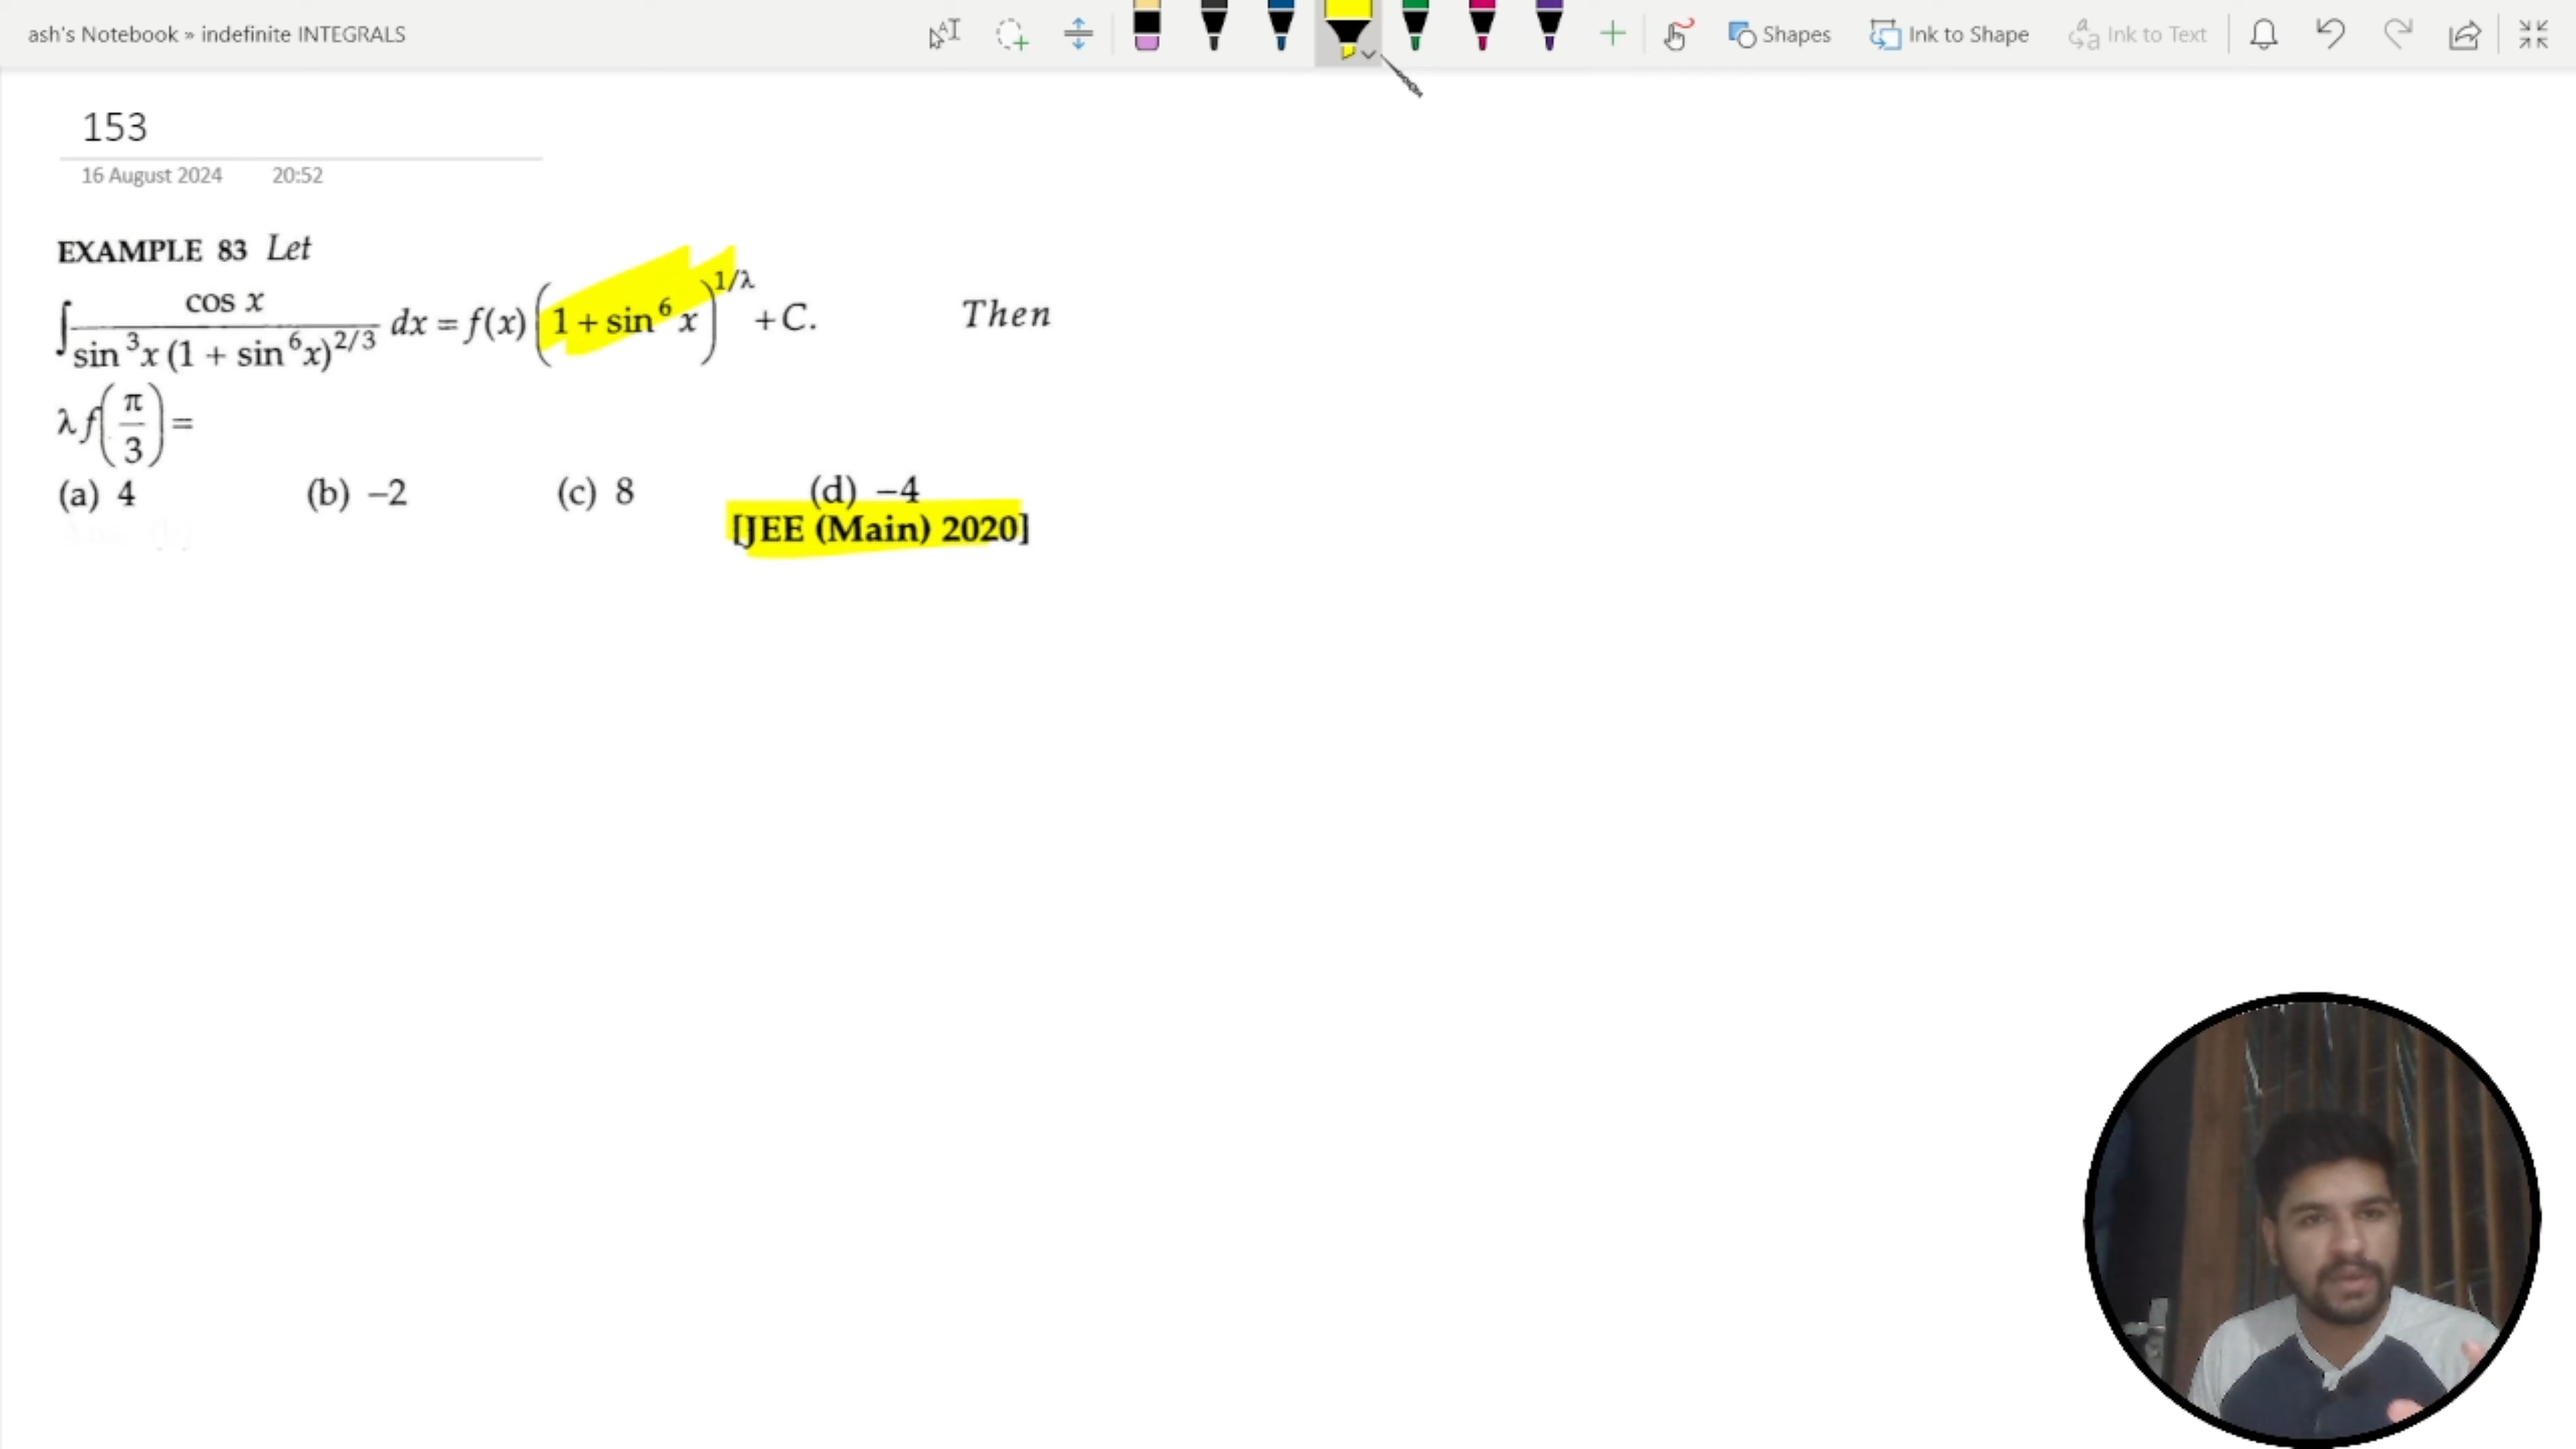 ash's Notebook » indefinite INTEGRALS
Shapes
Ink to Shape
Ink to Text
153
16 August 2024 20:52
EXAMPLE 83 Let
∫ cos x / (sin³x (1 + sin⁶x)^(2/3)) dx = f(x) (1 + sin⁶ x)^(1/λ) + C. Then
λ f(π/3) =
(a) 4 (b) –2 (c) 8 (d) –4
[JEE (Main) 2020]